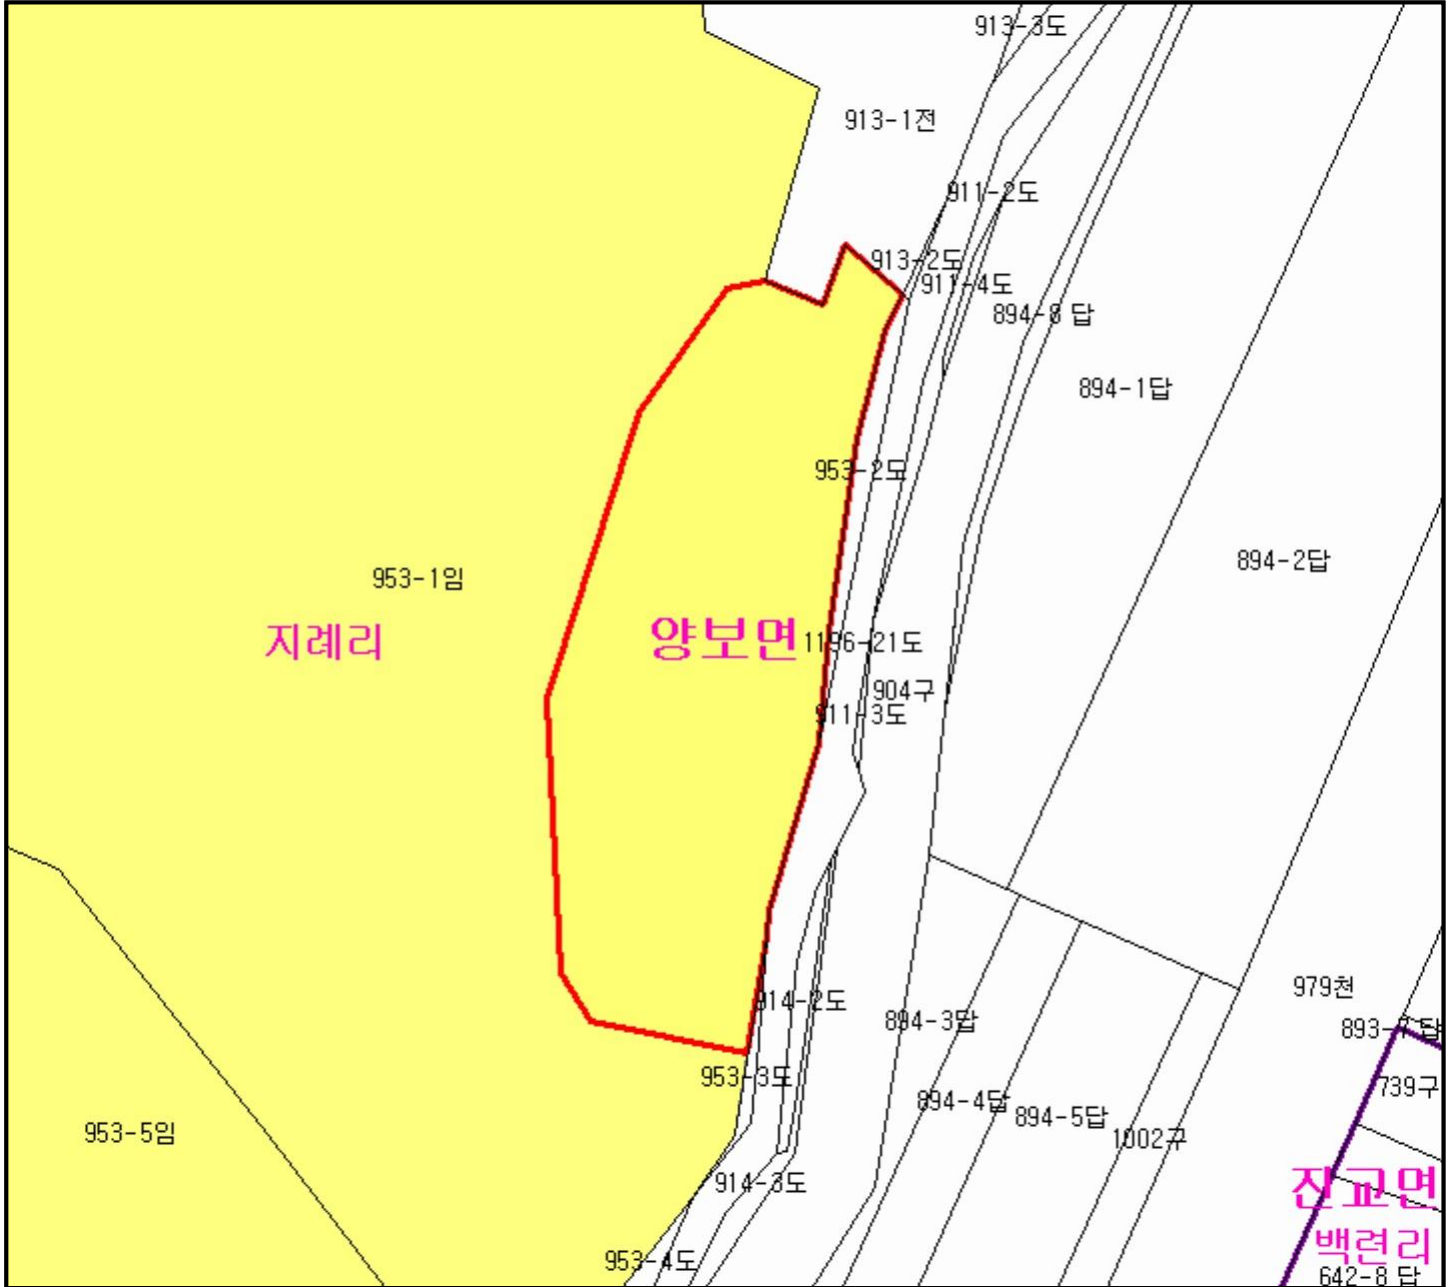 913-3도
913-1전
911-2도
913-2도
911-4도
894-8 답
894-1답
953-2도
894-2답
953-1임
지례리
양보면
1196-21도
904구
911-3도
979천
914-2도
894-3답
893-7 답
953-3도
739구
894-4답
894-5답
953-5임
1002구
914-3도
진교면
백련리
953-4도
642-8 답